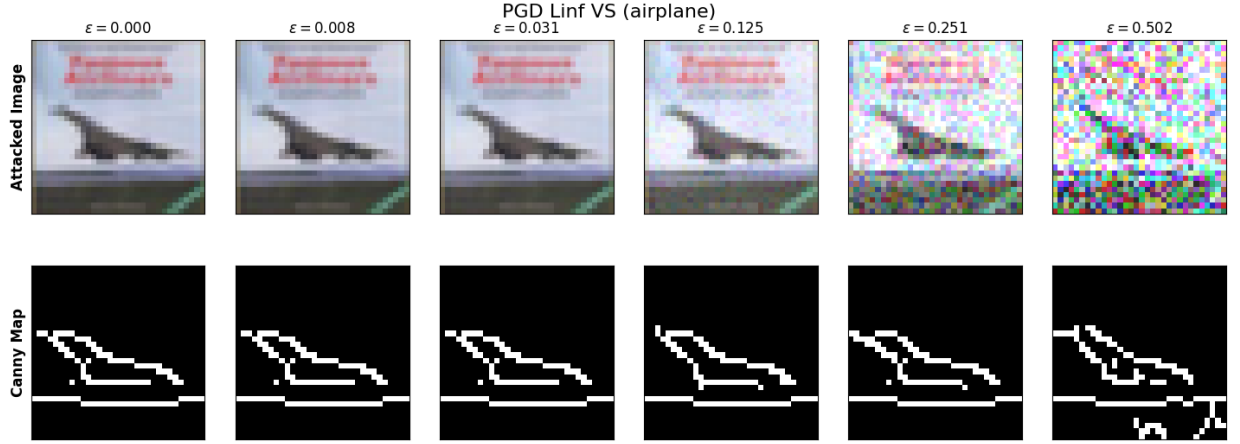 PGD Linf VS (airplane)
ε = 0.000
ε = 0.008
ε = 0.031
ε = 0.125
ε = 0.251
ε = 0.502
Attacked Image
Canny Map